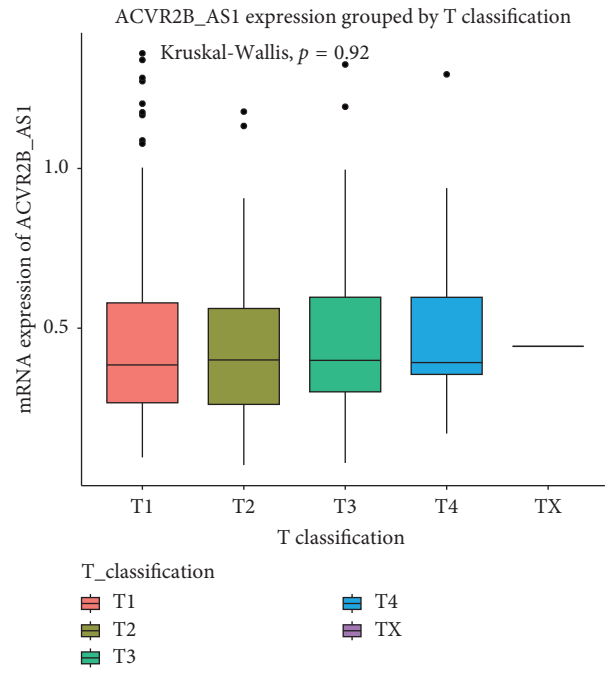 ACVR2B_AS1 expression grouped by T classification
Kruskal-Wallis, p = 0.92
mRNA expression of ACVR2B_AS1
1.0
0.5
T1 T2 T3 T4 TX
T classification
T_classification
T1 T4
T2 TX
T3